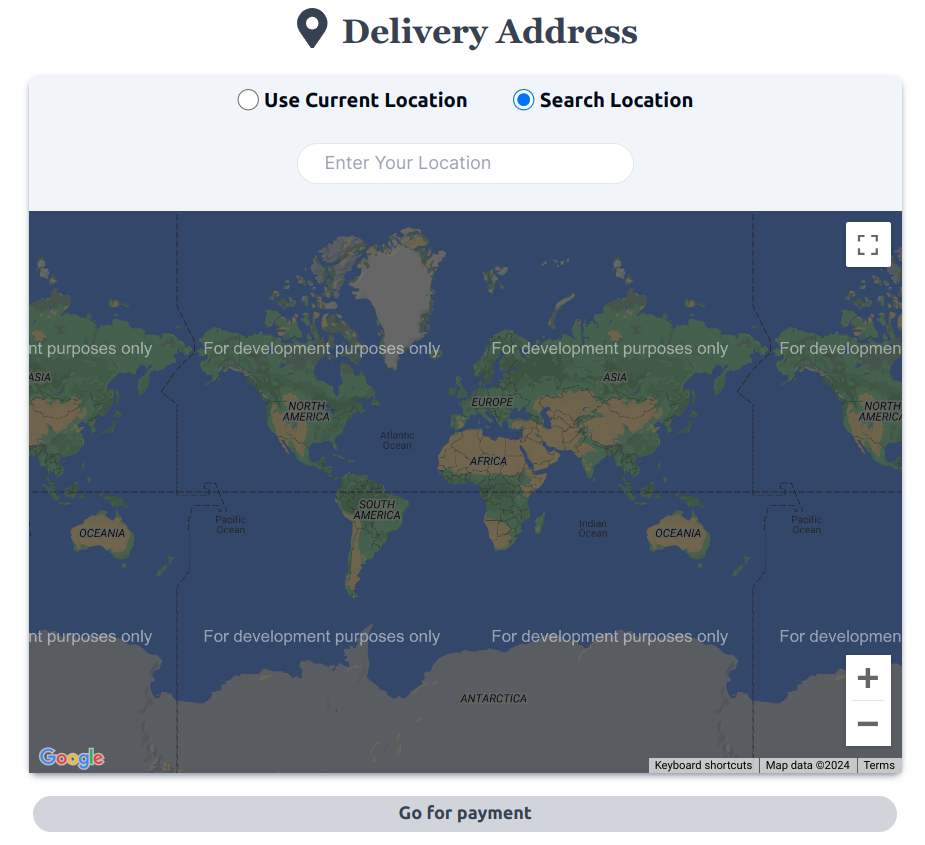 Delivery Address
Use Current Location
Search Location
Enter Your Location
nt purposes only
For development purposes only
For development purposes only
For developmen
ASIA
NORTH
AMERICA
EUROPE
ASIA
NORTH
AMERICA
Atlantic
Ocean
AFRICA
OCEANIA
Pacific
Ocean
SOUTH
AMERICA
Indian
Ocean
OCEANIA
Pacific
Ocean
nt purposes only
For development purposes only
For development purposes only
For developmen
ANTARCTICA
Google
Keyboard shortcuts
Map data ©2024
Terms
Go for payment